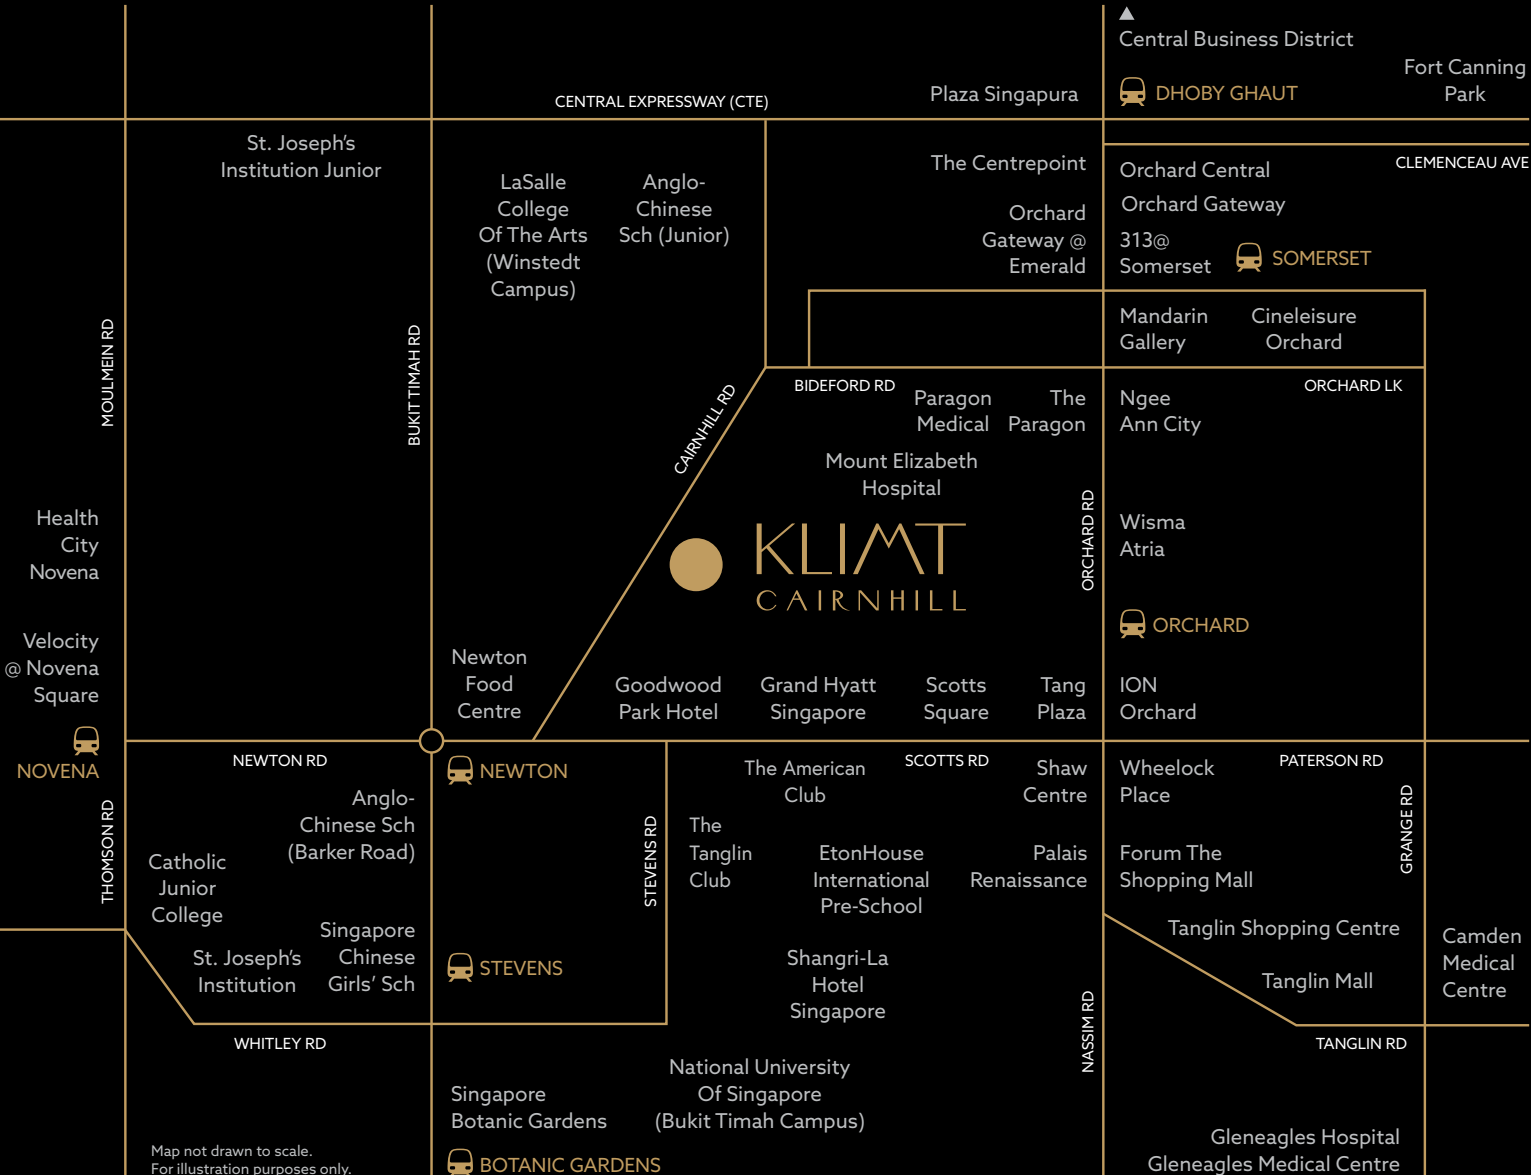 Central Business District
Fort Canning
Park
DHOBY GHAUT
Plaza Singapura
CENTRAL EXPRESSWAY (CTE)
St. Joseph's
Institution Junior
LaSalle
College
Of The Arts
(Winstedt
Campus)
Anglo-
Chinese
Sch (Junior)
The Centrepoint
Orchard
Gateway @
Emerald
Orchard Central
CLEMENCEAU AVE
Orchard Gateway
313@
Somerset
SOMERSET
Mandarin
Gallery
Cineleisure
Orchard
MOULMEIN RD
BUKIT TIMAH RD
CAIRNHILL RD
BIDEFORD RD
ORCHARD LK
Paragon
Medical
The
Paragon
Ngee
Ann City
Mount Elizabeth
Hospital
ORCHARD RD
Wisma
Atria
Health
City
Novena
KLIMT
CAIRNHILL
ORCHARD
Velocity
@ Novena
Square
Newton
Food
Centre
Goodwood
Park Hotel
Grand Hyatt
Singapore
Scotts
Square
Tang
Plaza
ION
Orchard
NOVENA
NEWTON RD
NEWTON
SCOTTS RD
PATERSON RD
The American
Club
Shaw
Centre
Wheelock
Place
THOMSON RD
Anglo-
Chinese Sch
(Barker Road)
STEVENS RD
The
Tanglin
Club
EtonHouse
International
Pre-School
Palais
Renaissance
Forum The
Shopping Mall
GRANGE RD
Catholic
Junior
College
Singapore
Chinese
Girls' Sch
St. Joseph's
Institution
STEVENS
Shangri-La
Hotel
Singapore
Tanglin Shopping Centre
Tanglin Mall
Camden
Medical
Centre
NASSIM RD
WHITLEY RD
TANGLIN RD
National University
Of Singapore
(Bukit Timah Campus)
Singapore
Botanic Gardens
BOTANIC GARDENS
Gleneagles Hospital
Gleneagles Medical Centre
Map not drawn to scale.
For illustration purposes only.